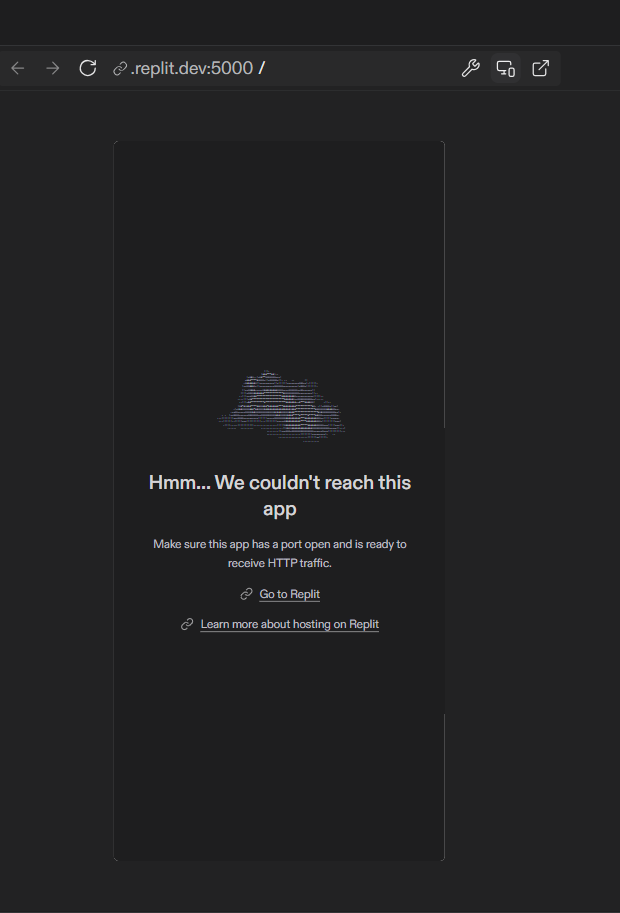 .replit.dev:5000 /
Hmm... We couldn't reach this
app
Make sure this app has a port open and is ready to
receive HTTP traffic.
Go to Replit
Learn more about hosting on Replit